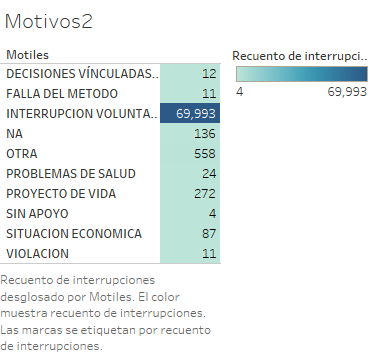 Motivos2
Motiles
DECISIONES VÍNCULADAS.. 12
FALLA DEL METODO 11
INTERRUPCION VOLUNTA.. 69,993
NA 136
OTRA 558
PROBLEMAS DE SALUD 24
PROYECTO DE VIDA 272
SIN APOYO 4
SITUACION ECONOMICA 87
VIOLACION 11
Recuento de interrupciones
desglosado por Motiles. El color
muestra recuento de interrupciones.
Las marcas se etiquetan por recuento
de interrupciones.
Recuento de interrupci..
4 69,993